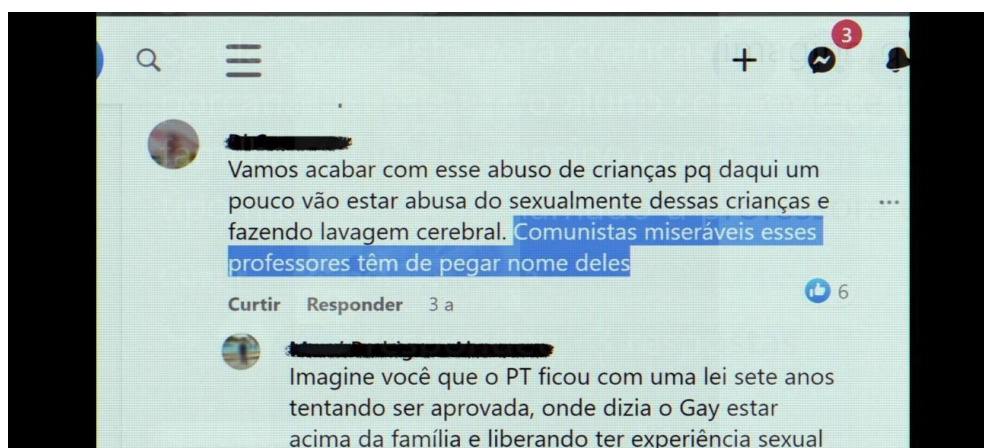 3
Vamos acabar com esse abuso de crianças pq daqui um
pouco vão estar abusa do sexualmente dessas crianças e
fazendo lavagem cerebral. Comunistas miseráveis esses
professores têm de pegar nome deles
Curtir Responder 3 a
6
Imagine você que o PT ficou com uma lei sete anos
tentando ser aprovada, onde dizia o Gay estar
acima da família e liberando ter experiência sexual